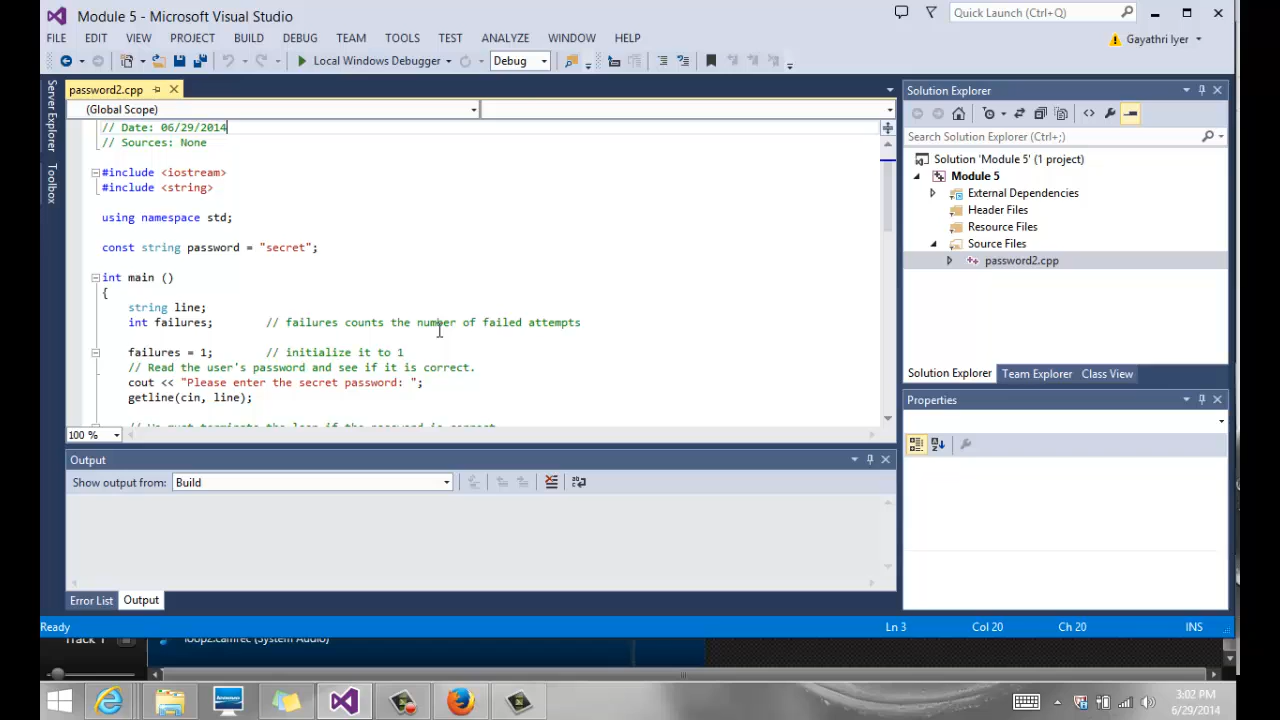 Module 5 - Microsoft Visual Studio
Quick Launch (Ctrl+Q)
FILE EDIT VIEW PROJECT BUILD DEBUG TEAM TOOLS TEST ANALYZE WINDOW HELP
Gayathri Iyer
Local Windows Debugger
Debug
Server Explorer
Toolbox
password2.cpp
(Global Scope)
// Date: 06/29/2014
// Sources: None
#include <iostream>
#include <string>
using namespace std;
const string password = "secret";
int main ()
{
string line;
int failures; // failures counts the number of failed attempts
failures = 1; // initialize it to 1
// Read the user's password and see if it is correct.
cout << "Please enter the secret password: ";
getline(cin, line);
// We must terminate the loop if the password is correct
100 %
Output
Show output from: Build
Error List Output
Solution Explorer
Search Solution Explorer (Ctrl+;)
Solution 'Module 5' (1 project)
Module 5
External Dependencies
Header Files
Resource Files
Source Files
password2.cpp
Solution Explorer Team Explorer Class View
Properties
Ready
Ln 3 Col 20 Ch 20 INS
Track 1
loop2.camrec (System Audio)
3:02 PM
6/29/2014